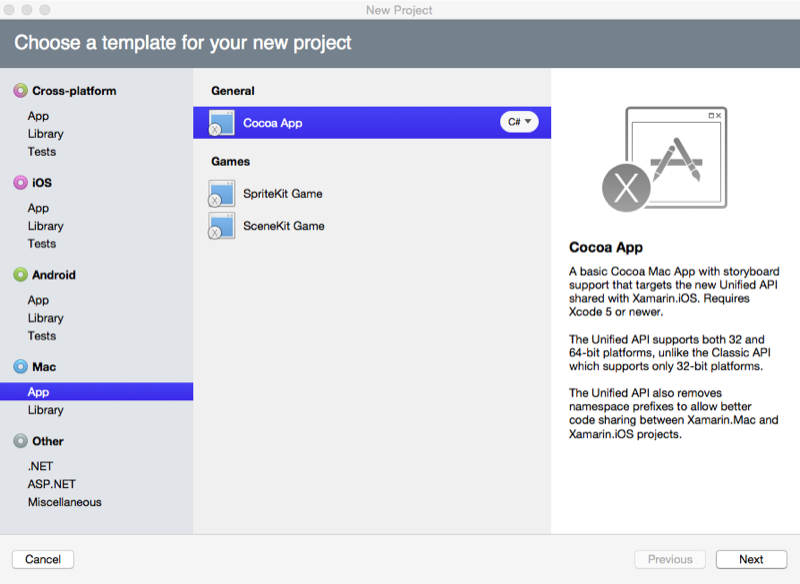 New Project
Choose a template for your new project
Cross-platform
App
Library
Tests
iOS
App
Library
Tests
Android
App
Library
Tests
Mac
App
Library
Other
.NET
ASP.NET
Miscellaneous
General
Cocoa App
C#
Games
SpriteKit Game
SceneKit Game
Cocoa App
A basic Cocoa Mac App with storyboard
support that targets the new Unified API
shared with Xamarin.iOS. Requires
Xcode 5 or newer.
The Unified API supports both 32 and
64-bit platforms, unlike the Classic API
which supports only 32-bit platforms.
The Unified API also removes
namespace prefixes to allow better
code sharing between Xamarin.Mac and
Xamarin.iOS projects.
Cancel
Previous
Next